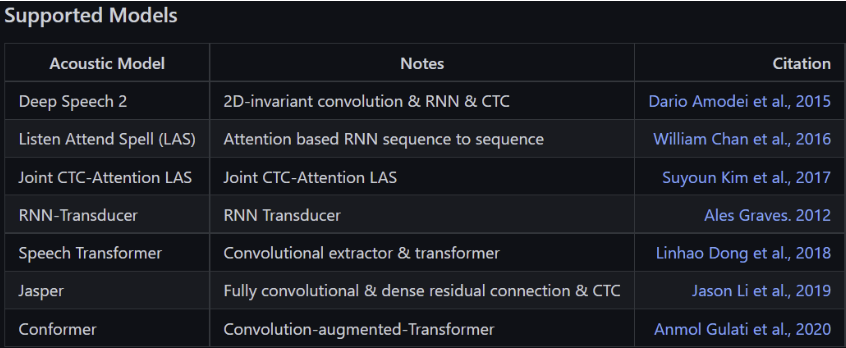 Supported Models
Acoustic Model Notes Citation
Deep Speech 2 2D-invariant convolution & RNN & CTC Dario Amodei et al., 2015
Listen Attend Spell (LAS) Attention based RNN sequence to sequence William Chan et al., 2016
Joint CTC-Attention LAS Joint CTC-Attention LAS Suyoun Kim et al., 2017
RNN-Transducer RNN Transducer Ales Graves. 2012
Speech Transformer Convolutional extractor & transformer Linhao Dong et al., 2018
Jasper Fully convolutional & dense residual connection & CTC Jason Li et al., 2019
Conformer Convolution-augmented-Transformer Anmol Gulati et al., 2020